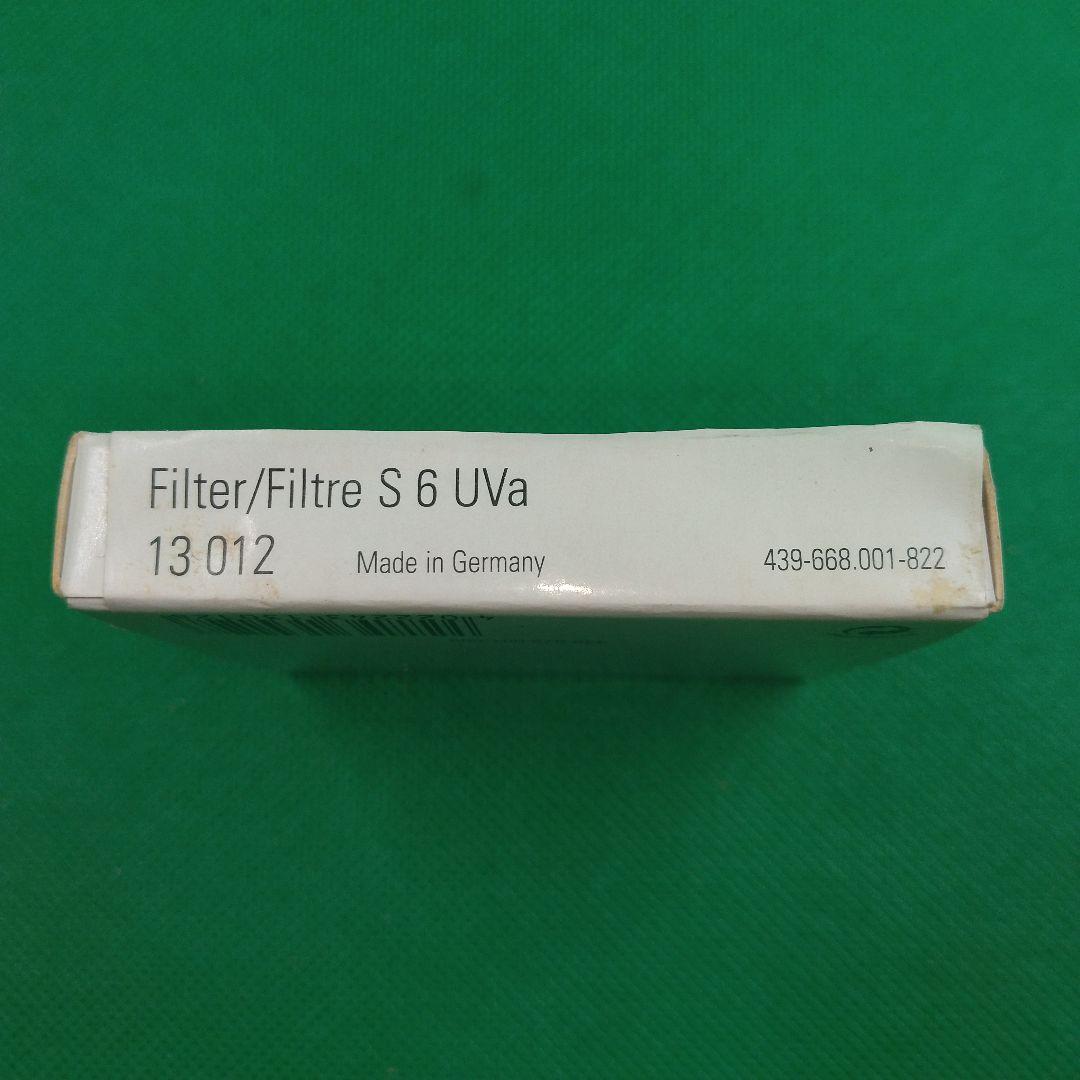 Filter/Filtre S 6 UVa
13 012 Made in Germany 439-668.001-822